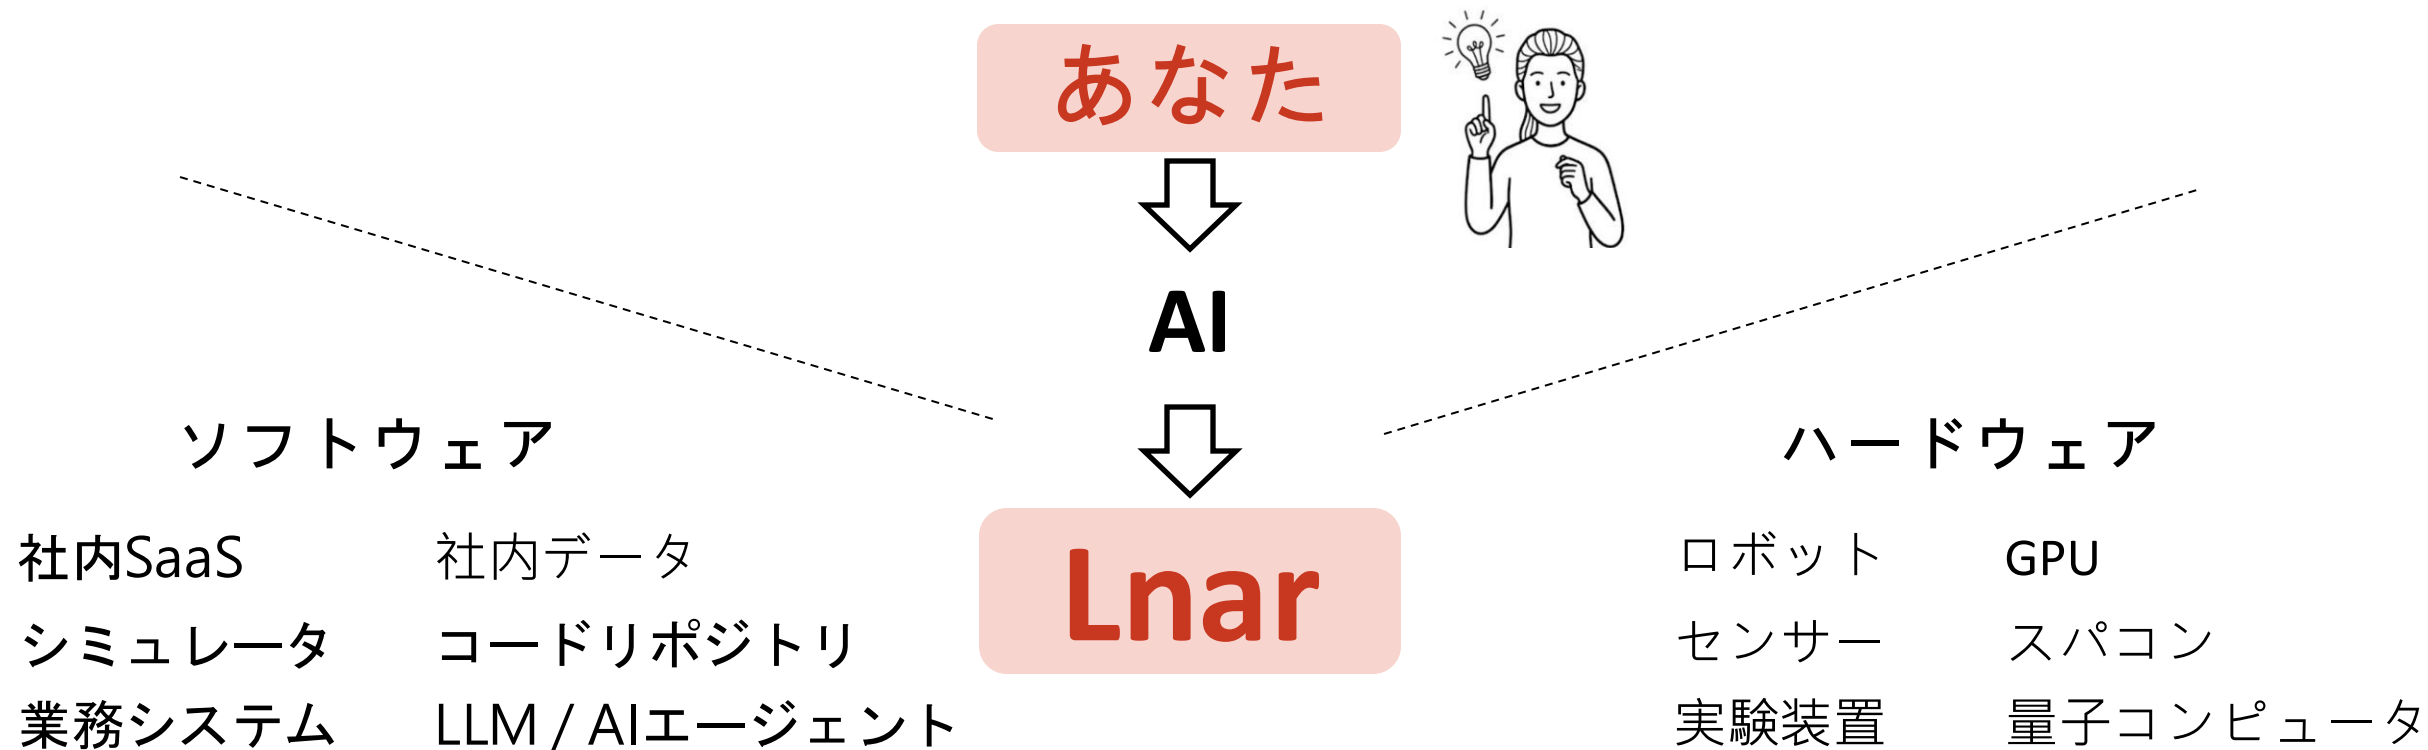 あなた
AI
ソフトウェア
ハードウェア
Lnar
社内SaaS 社内データ
シミュレータ コードリポジトリ
業務システム LLM / AIエージェント
ロボット GPU
センサー スパコン
実験装置 量子コンピュータ